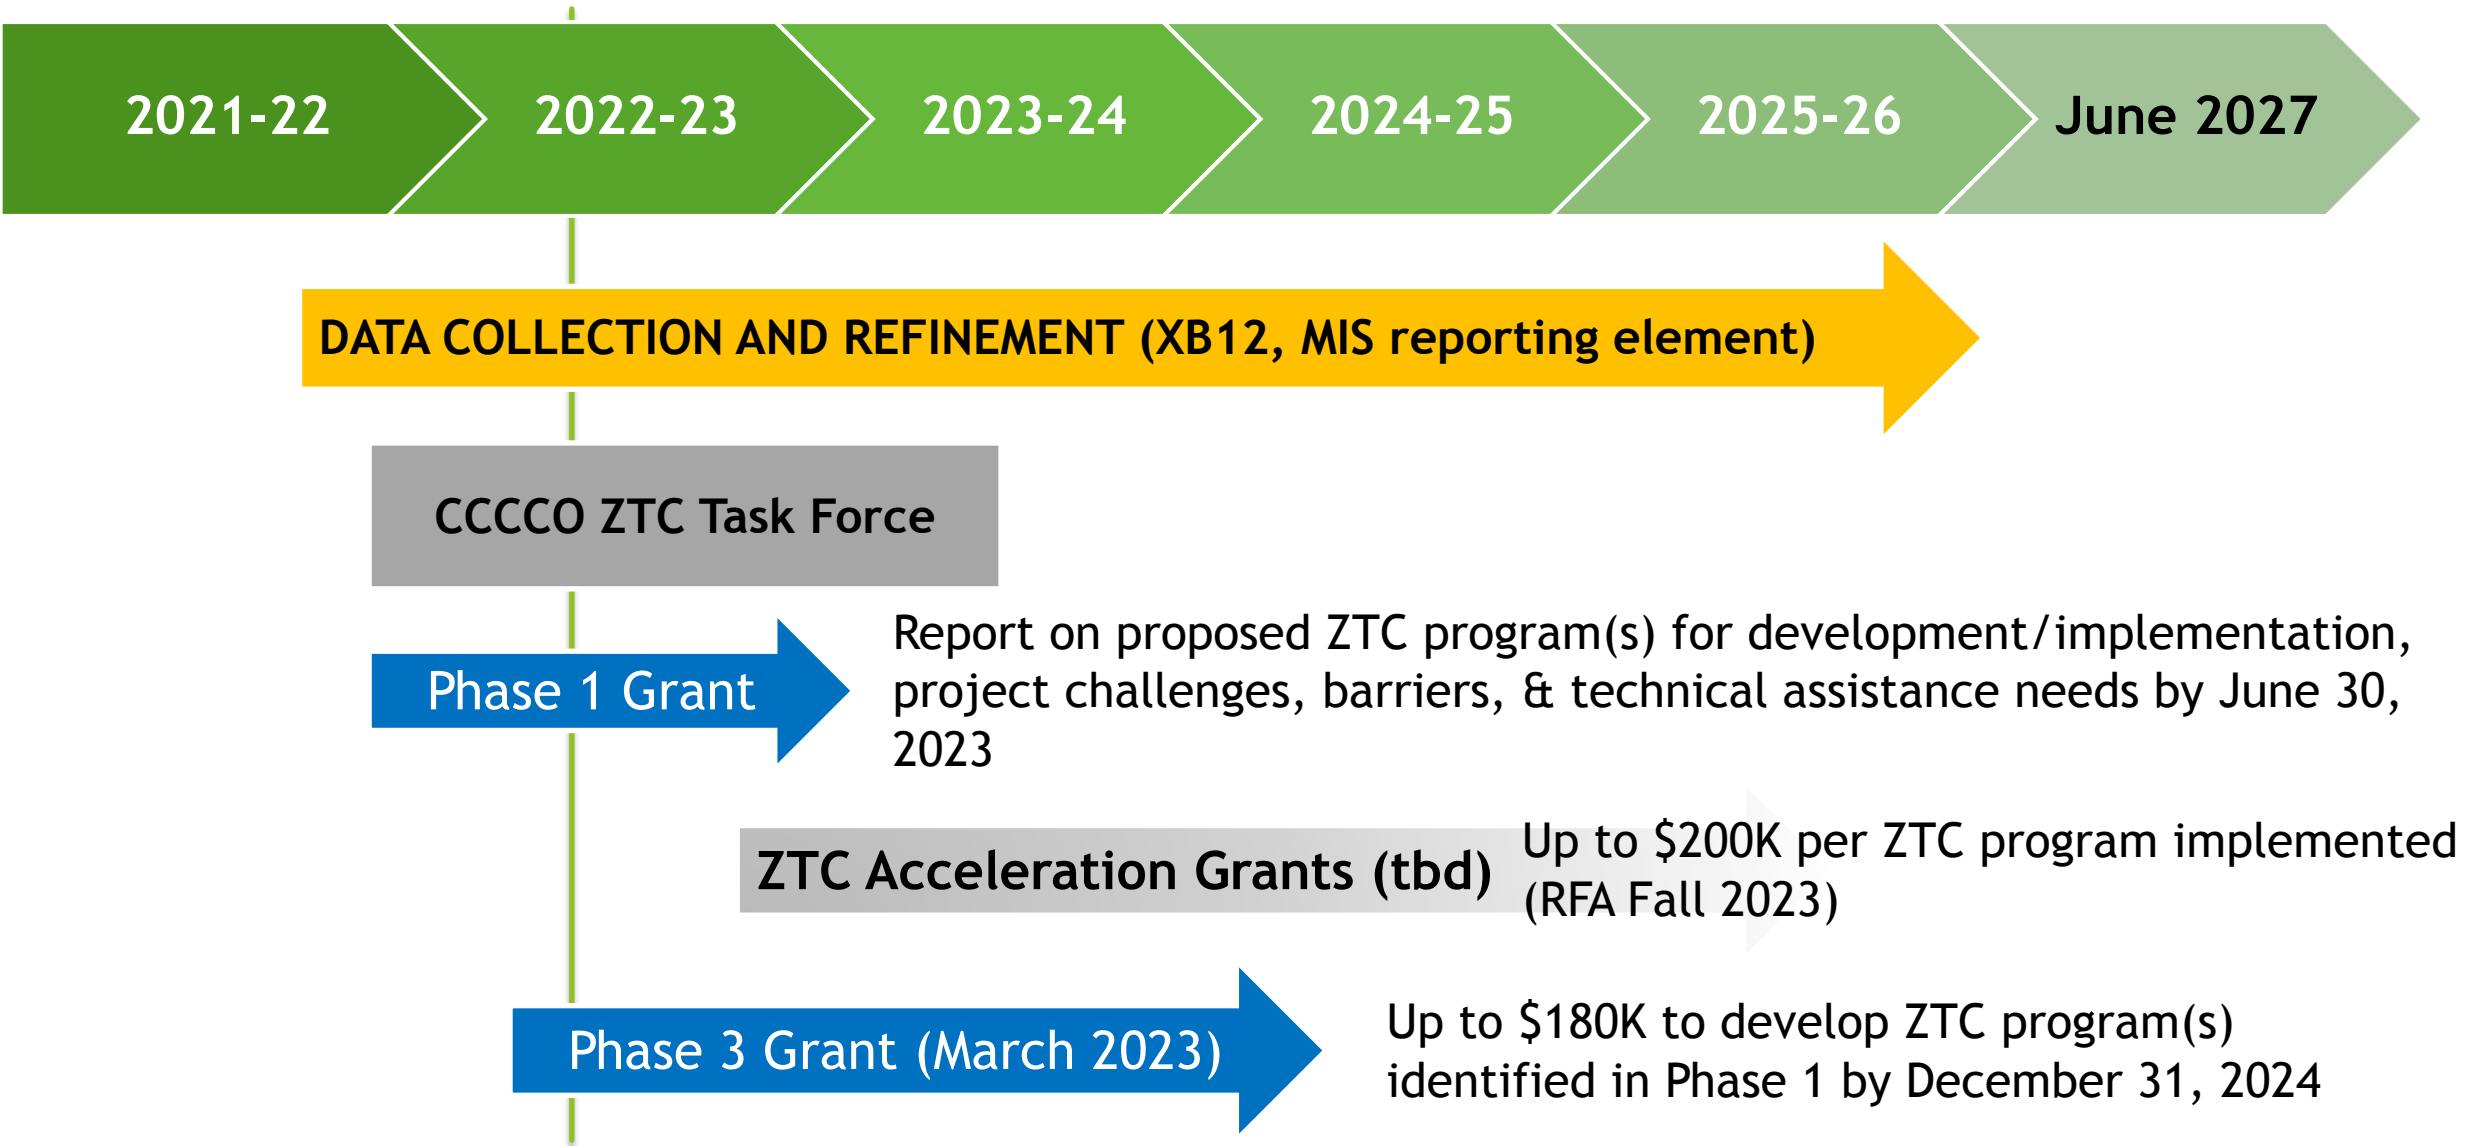 2021-22
2022-23
2023-24
2024-25
2025-26
June 2027
DATA COLLECTION AND REFINEMENT (XB12, MIS reporting element)
CCCCO ZTC Task Force
Phase 1 Grant
Report on proposed ZTC program(s) for development/implementation,
project challenges, barriers, & technical assistance needs by June 30,
2023
ZTC Acceleration Grants (tbd)
Up to $200K per ZTC program implemented
(RFA Fall 2023)
Phase 3 Grant (March 2023)
Up to $180K to develop ZTC program(s)
identified in Phase 1 by December 31, 2024